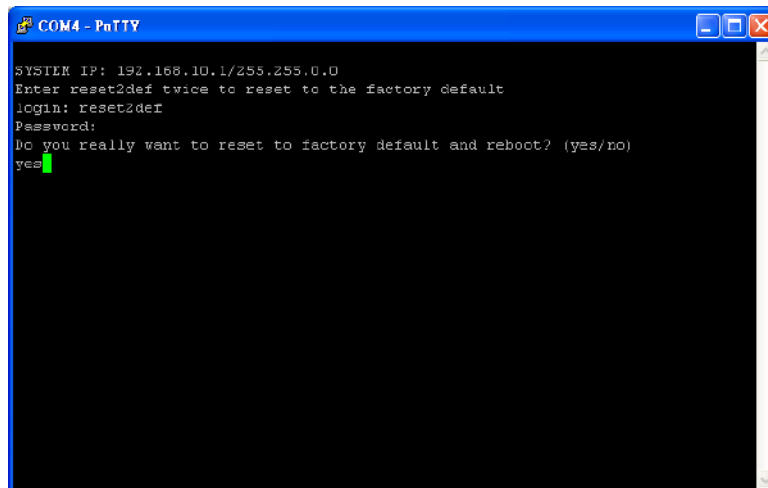 COM4 - PuTTY
SYSTEM IP: 192.168.10.1/255.255.0.0
Enter reset2def twice to reset to the factory default
login: reset2def
Password:
Do you really want to reset to factory default and reboot? (yes/no)
yes